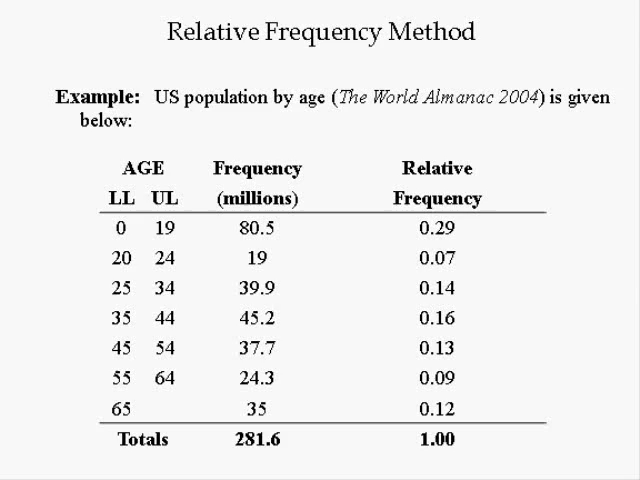 Relative Frequency Method
Example: US population by age (The World Almanac 2004) is given
below:
AGE Frequency Relative
LL UL (millions) Frequency
0 19 80.5 0.29
20 24 19 0.07
25 34 39.9 0.14
35 44 45.2 0.16
45 54 37.7 0.13
55 64 24.3 0.09
65 35 0.12
Totals 281.6 1.00